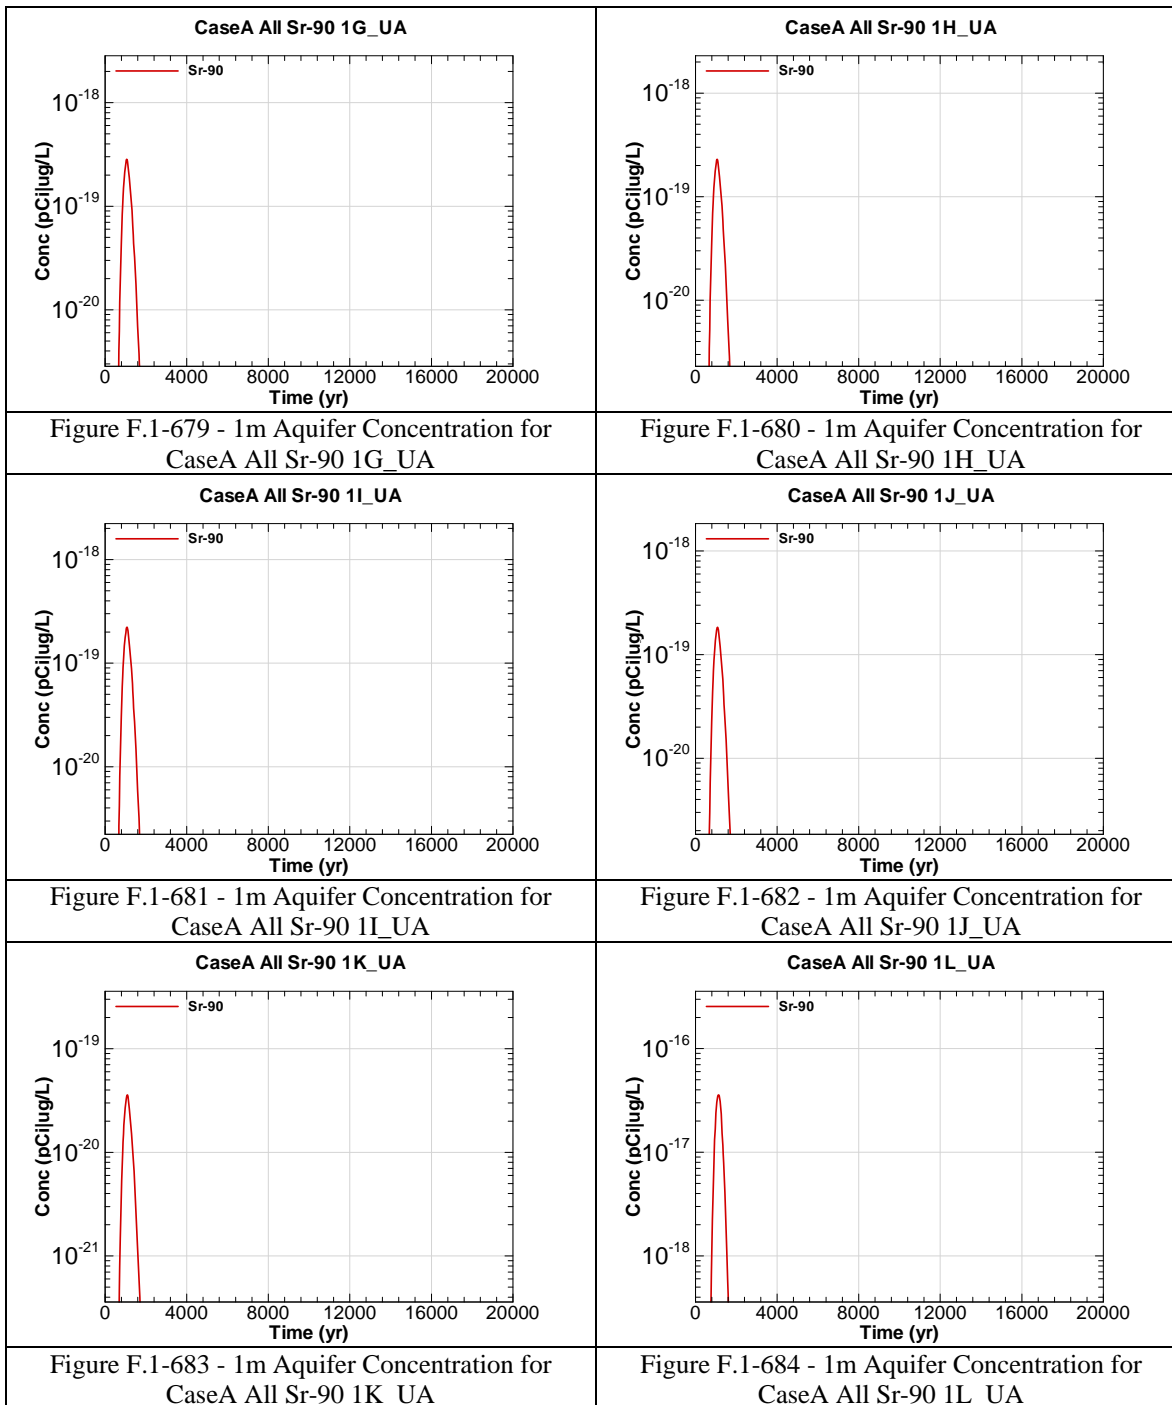 CaseA All Sr-90 1G_UA
Sr-90
10-18
10-19
10-20
Conc (pCi|ug/L)
0 4000 8000 12000 16000 20000
Time (yr)
Figure F.1-679 - 1m Aquifer Concentration for
CaseA All Sr-90 1G_UA
CaseA All Sr-90 1H_UA
Sr-90
10-18
10-19
10-20
Conc (pCi|ug/L)
0 4000 8000 12000 16000 20000
Time (yr)
Figure F.1-680 - 1m Aquifer Concentration for
CaseA All Sr-90 1H_UA
CaseA All Sr-90 1I_UA
Sr-90
10-18
10-19
10-20
Conc (pCi|ug/L)
0 4000 8000 12000 16000 20000
Time (yr)
Figure F.1-681 - 1m Aquifer Concentration for
CaseA All Sr-90 1I_UA
CaseA All Sr-90 1J_UA
Sr-90
10-18
10-19
10-20
Conc (pCi|ug/L)
0 4000 8000 12000 16000 20000
Time (yr)
Figure F.1-682 - 1m Aquifer Concentration for
CaseA All Sr-90 1J_UA
CaseA All Sr-90 1K_UA
Sr-90
10-19
10-20
10-21
Conc (pCi|ug/L)
0 4000 8000 12000 16000 20000
Time (yr)
Figure F.1-683 - 1m Aquifer Concentration for
CaseA All Sr-90 1K_UA
CaseA All Sr-90 1L_UA
Sr-90
10-16
10-17
10-18
Conc (pCi|ug/L)
0 4000 8000 12000 16000 20000
Time (yr)
Figure F.1-684 - 1m Aquifer Concentration for
CaseA All Sr-90 1L_UA